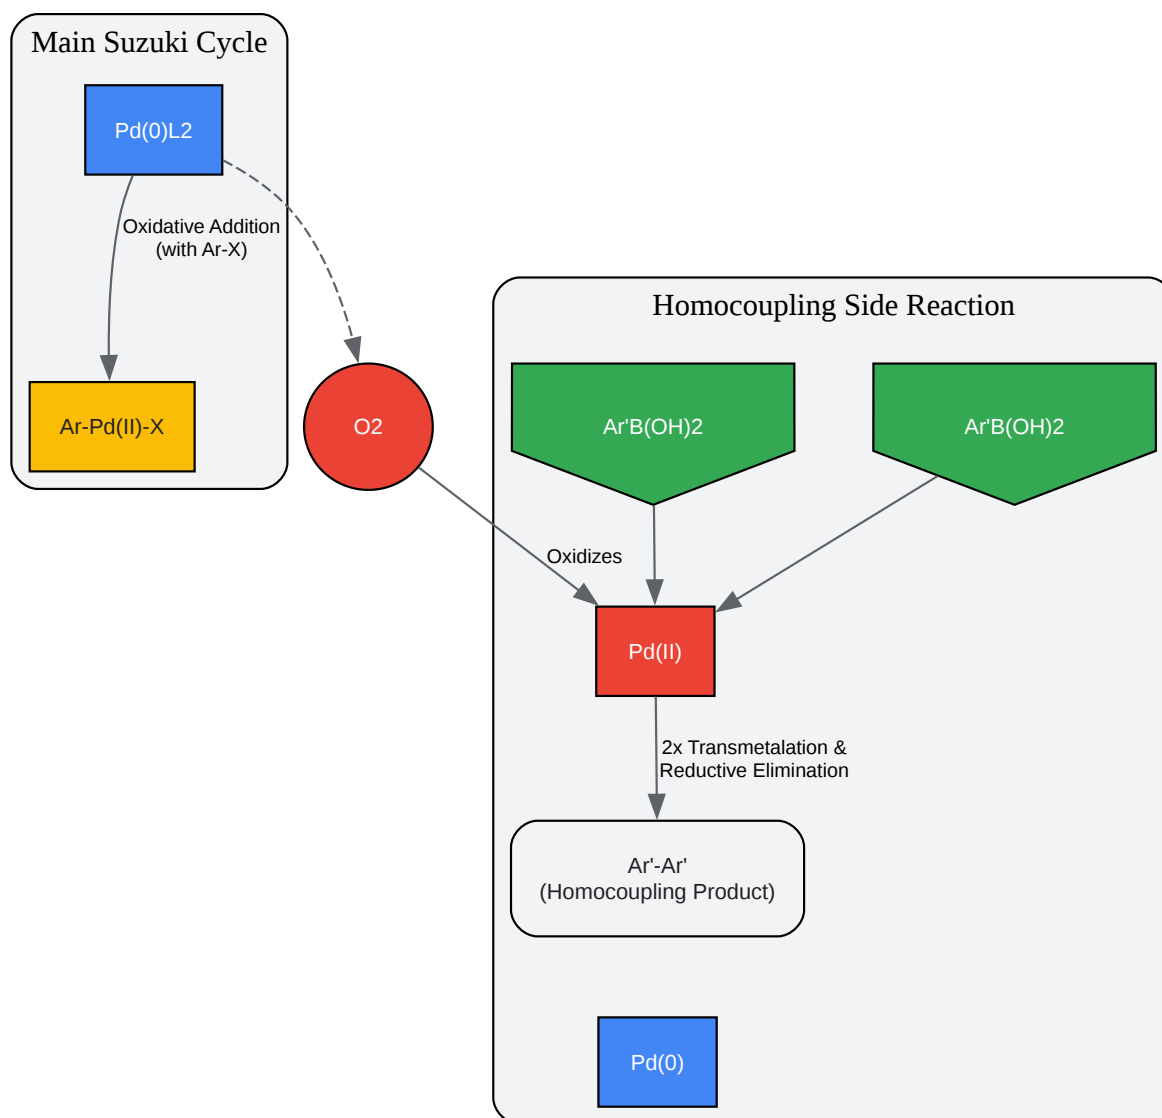 Main Suzuki Cycle
Pd(0)L2
Oxidative Addition
(with Ar-X)
Ar-Pd(II)-X
O2
Homocoupling Side Reaction
Ar'B(OH)2
Ar'B(OH)2
Oxidizes
Pd(II)
2x Transmetalation &
Reductive Elimination
Ar'-Ar'
(Homocoupling Product)
Pd(0)